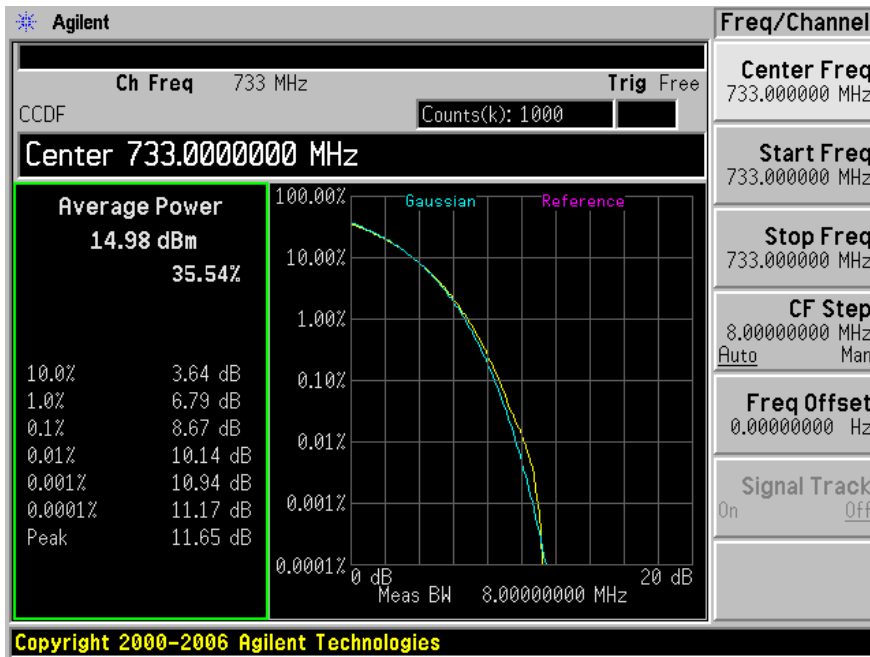 Agilent
Freq/Channel
Ch Freq 733 MHz Trig Free
CCDF Counts(k): 1000
Center 733.0000000 MHz
Average Power
14.98 dBm
35.54%
10.0% 3.64 dB
1.0% 6.79 dB
0.1% 8.67 dB
0.01% 10.14 dB
0.001% 10.94 dB
0.0001% 11.17 dB
Peak 11.65 dB
Gaussian Reference
100.00%
10.00%
1.00%
0.10%
0.01%
0.001%
0.0001%
0 dB 20 dB
Meas BW 8.00000000 MHz
Center Freq
733.000000 MHz
Start Freq
733.000000 MHz
Stop Freq
733.000000 MHz
CF Step
8.00000000 MHz
Auto Man
Freq Offset
0.00000000 Hz
Signal Track
On Off
Copyright 2000-2006 Agilent Technologies